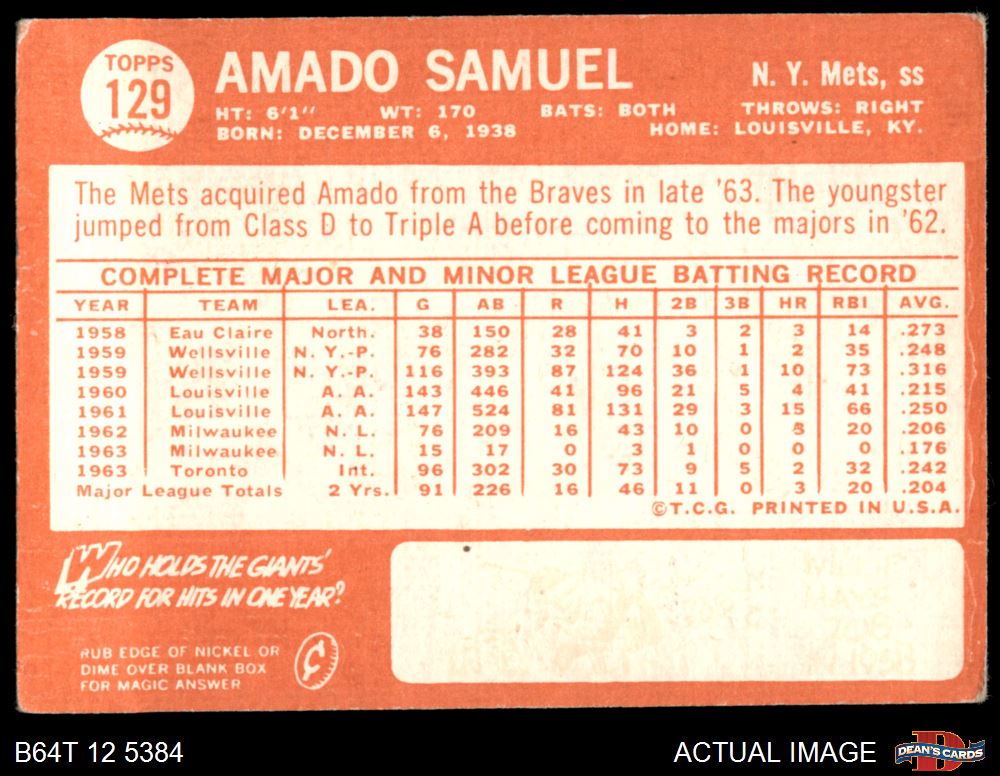 TOPPS
129
AMADO SAMUEL
N. Y. Mets, ss
HT: 6'1" WT: 170 BATS: BOTH THROWS: RIGHT
BORN: DECEMBER 6, 1938 HOME: LOUISVILLE, KY.
The Mets acquired Amado from the Braves in late '63. The youngster
jumped from Class D to Triple A before coming to the majors in '62.
COMPLETE MAJOR AND MINOR LEAGUE BATTING RECORD
YEAR TEAM LEA. G AB R H 2B 3B HR RBI AVG.
1958 Eau Claire North. 38 150 28 41 3 2 3 14 .273
1959 Wellsville N. Y.-P. 76 282 32 70 10 1 2 35 .248
1959 Wellsville N. Y.-P. 116 393 87 124 36 1 10 73 .316
1960 Louisville A. A. 143 446 41 96 21 5 4 41 .215
1961 Louisville A. A. 147 524 81 131 29 3 15 66 .250
1962 Milwaukee N. L. 76 209 16 43 10 0 3 20 .206
1963 Milwaukee N. L. 15 17 0 3 1 0 0 0 .176
1963 Toronto Int. 96 302 30 73 9 5 2 32 .242
Major League Totals 2 Yrs. 91 226 16 46 11 0 3 20 .204
©T.C.G. PRINTED IN U.S.A.
WHO HOLDS THE GIANTS'
RECORD FOR HITS IN ONE YEAR?
RUB EDGE OF NICKEL OR
DIME OVER BLANK BOX
FOR MAGIC ANSWER
B64T 12 5384
ACTUAL IMAGE
DEAN'S CARDS